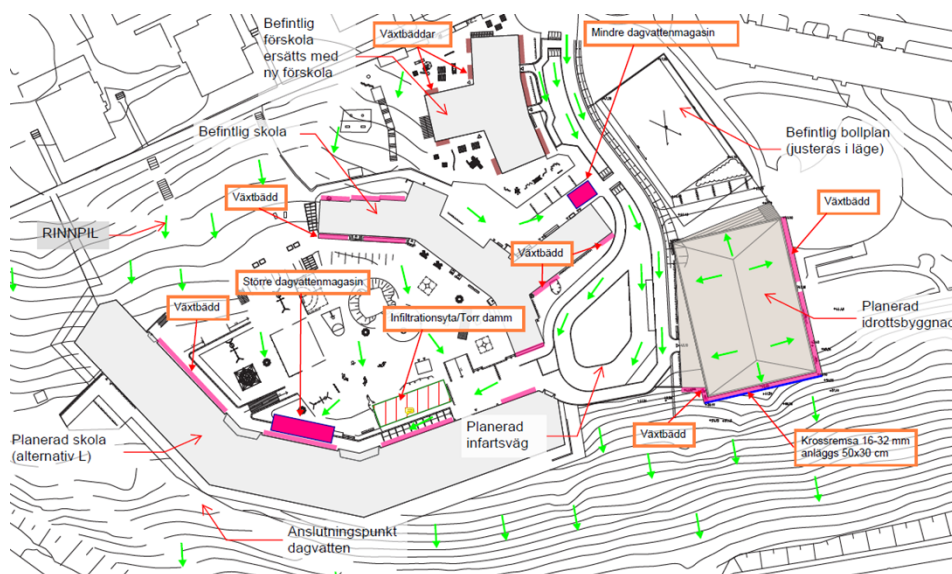 Befintlig
förskola
ersätts med
ny förskola
Växtbäddar
Mindre dagvattenmagasin
Befintlig skola
Befintlig bollplan
(justeras i läge)
Växtbädd
Växtbädd
RINNPIL
Växtbädd
Större dagvattenmagasin
Växtbädd
Infiltrationsyta/Torr damm
Planerad
idrottsbyggnad
Planerad skola
(alternativ L)
Planerad
infartsväg
Växtbädd
Krossremsa 16-32 mm
anläggs 50x30 cm
Anslutningspunkt
dagvatten